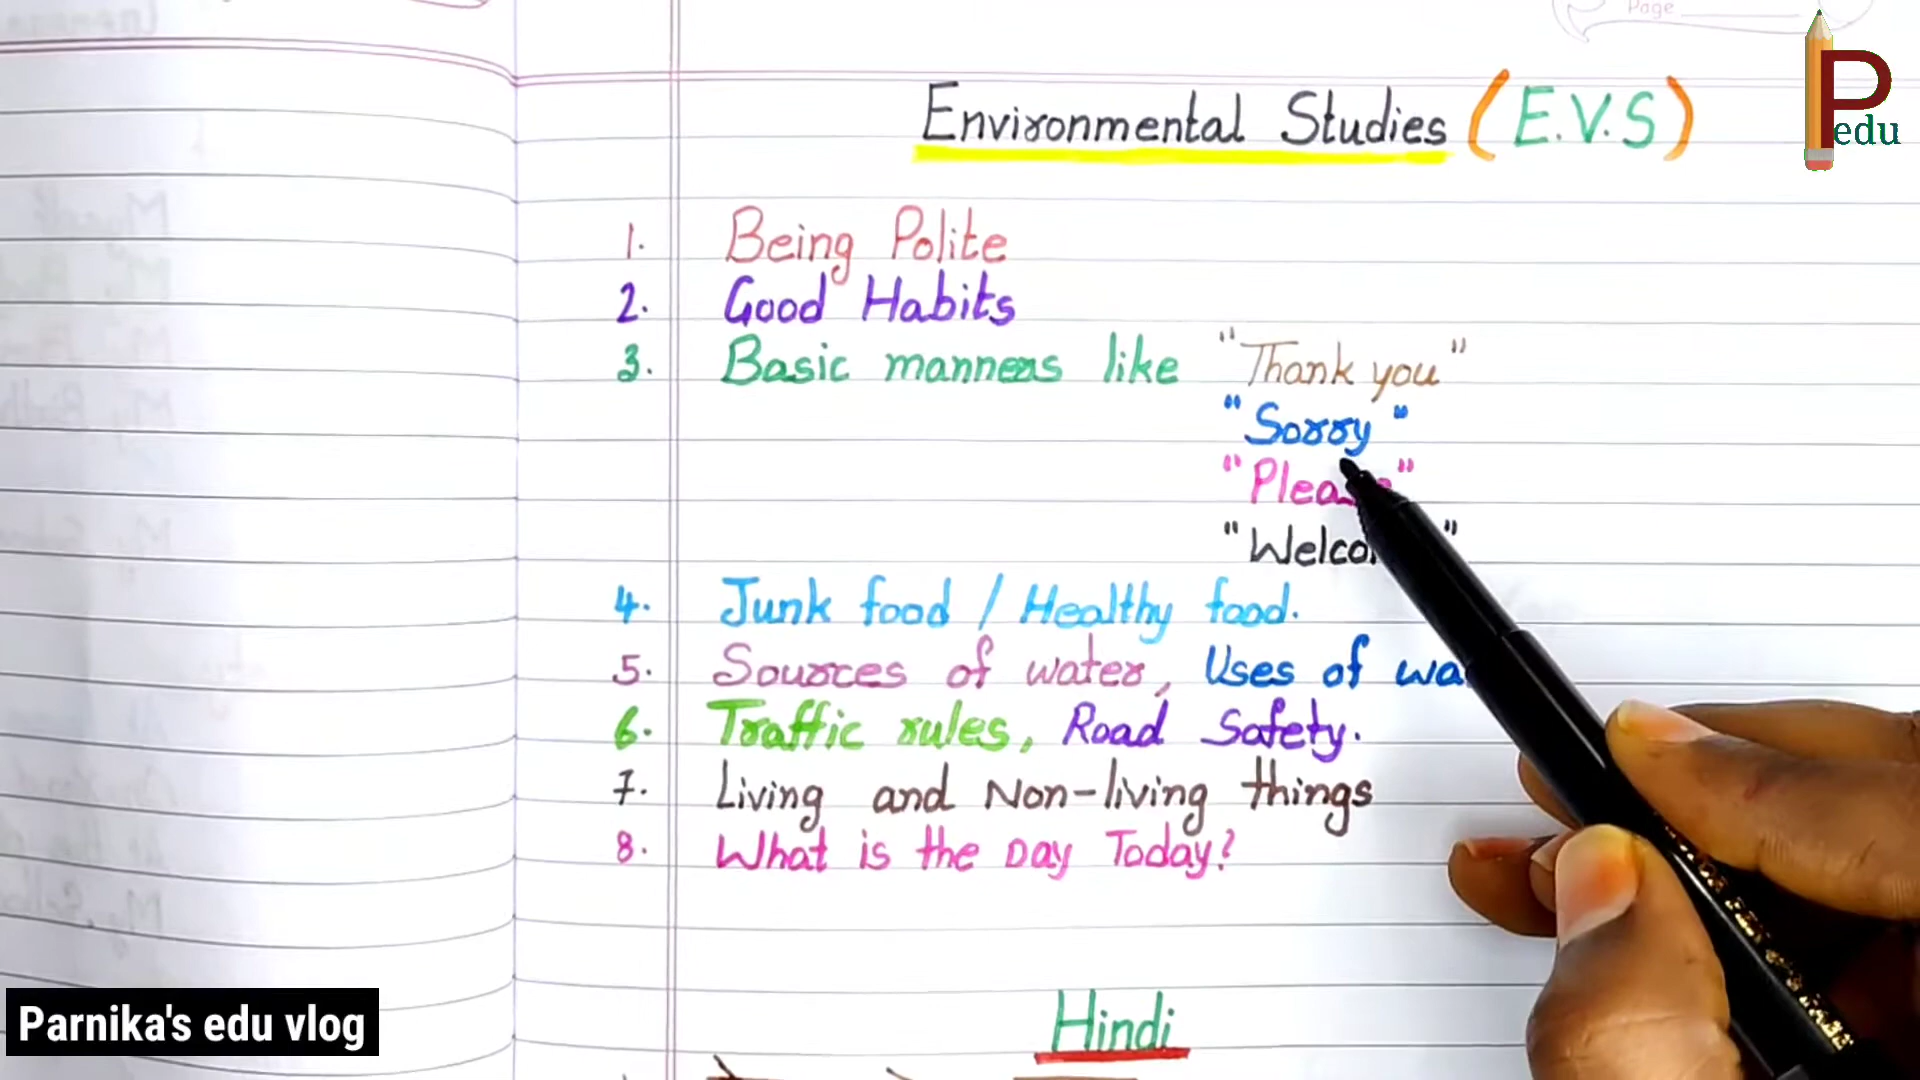 Page
Environmental Studies (E.V.S)
P
edu
1. Being Polite
2. Good Habits
3. Basic manners like "Thank you"
"Sorry"
"Please"
"
"
4. Junk food / Healthy food.
5. Sources of water, Uses of
6. Traffic rules, Road Safety.
7. Living and Non-living things
8. What is the Day Today?
Hindi
Parnika's edu vlog